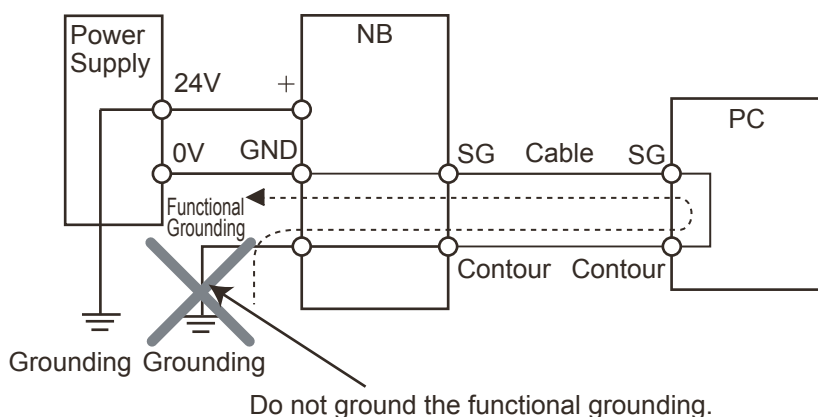 Power
Supply
NB
24V
+
PC
0V
GND
SG
Cable
SG
Functional
Grounding
Contour
Contour
Grounding
Grounding
Do not ground the functional grounding.